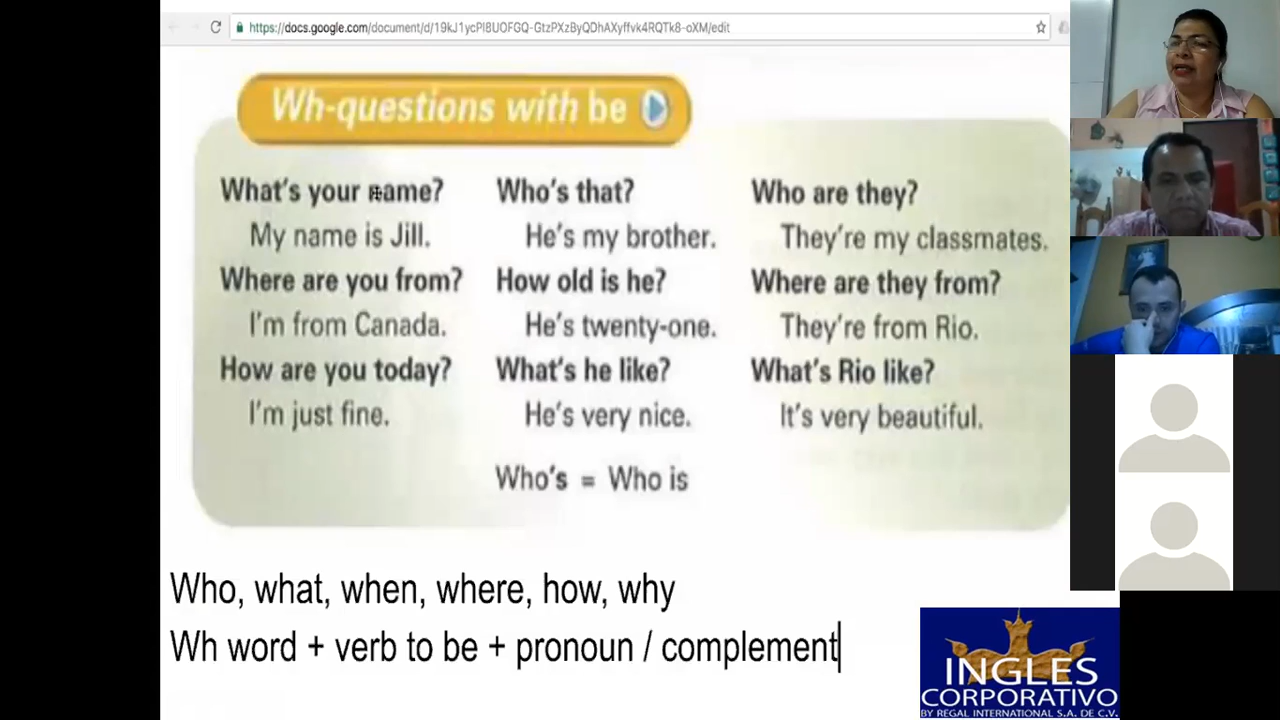 https://docs.google.com/document/d/19kJ1ycPI8UOFGQ-GtzPXzByQDhAXyffvk4RQTk8-oXM/edit
Wh-questions with be
What's your name?
My name is Jill.
Where are you from?
I'm from Canada.
How are you today?
I'm just fine.
Who's that?
He's my brother.
How old is he?
He's twenty-one.
What's he like?
He's very nice.
Who's = Who is
Who are they?
They're my classmates.
Where are they from?
They're from Rio.
What's Rio like?
It's very beautiful.
Who, what, when, where, how, why
Wh word + verb to be + pronoun / complement
INGLES
CORPORATIVO
BY REGAL INTERNATIONAL S.A. DE C.V.